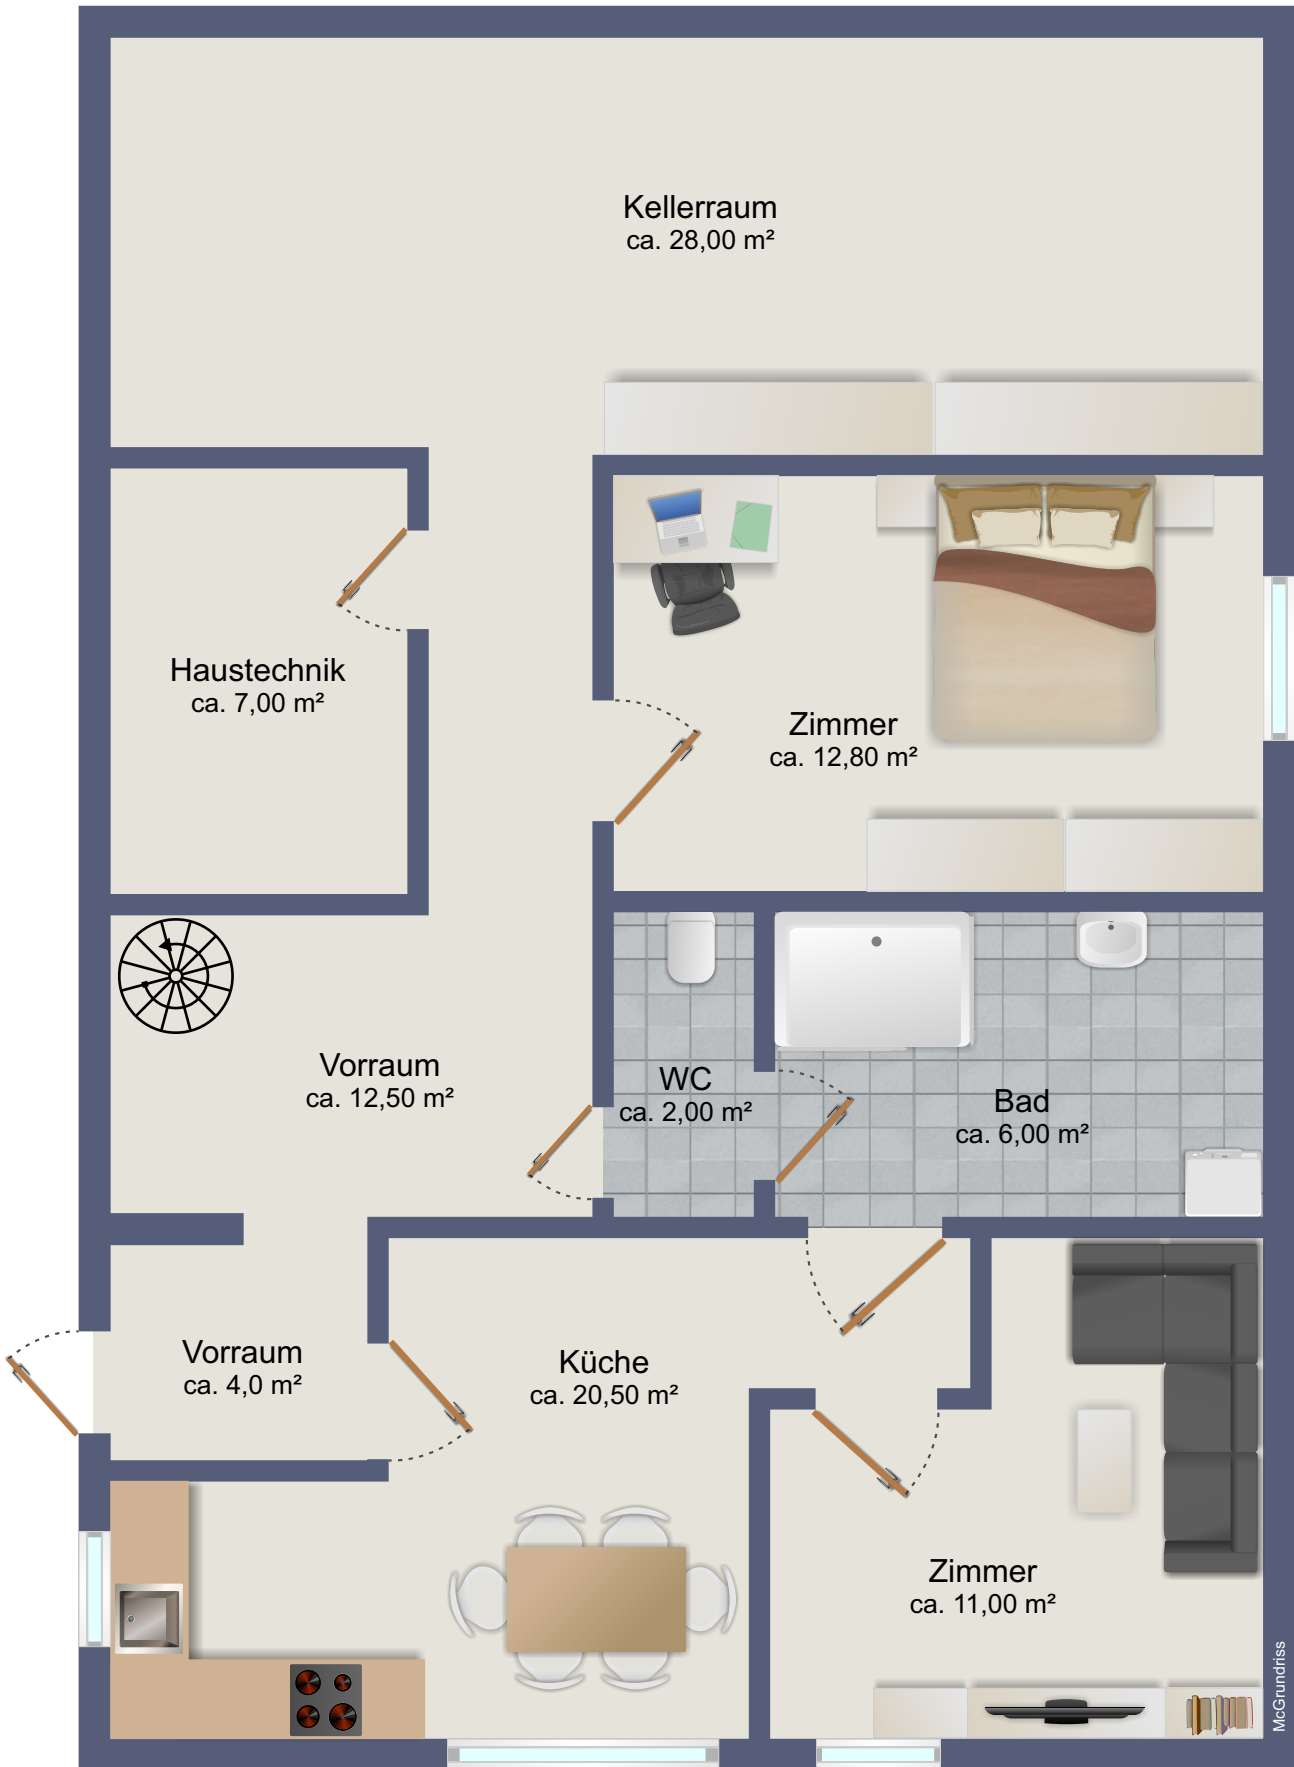 Kellerraum
ca. 28,00 m²
Haustechnik
ca. 7,00 m²
Zimmer
ca. 12,80 m²
Vorraum
ca. 12,50 m²
WC
ca. 2,00 m²
Bad
ca. 6,00 m²
Vorraum
ca. 4,0 m²
Küche
ca. 20,50 m²
Zimmer
ca. 11,00 m²
McGrundriss